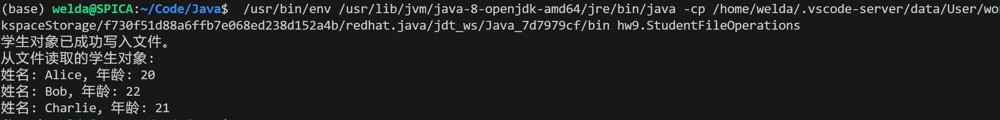 (base) welda@SPICA:~/Code/Java$  /usr/bin/env /usr/lib/jvm/java-8-openjdk-amd64/jre/bin/java -cp /home/welda/.vscode-server/data/User/wor
kspaceStorage/f730f51d88a6ffb7e068ed238d152a4b/redhat.java/jdt_ws/Java_7d7979cf/bin hw9.StudentFileOperations
学生对象已成功写入文件。
从文件读取的学生对象:
姓名: Alice, 年龄: 20
姓名: Bob, 年龄: 22
姓名: Charlie, 年龄: 21